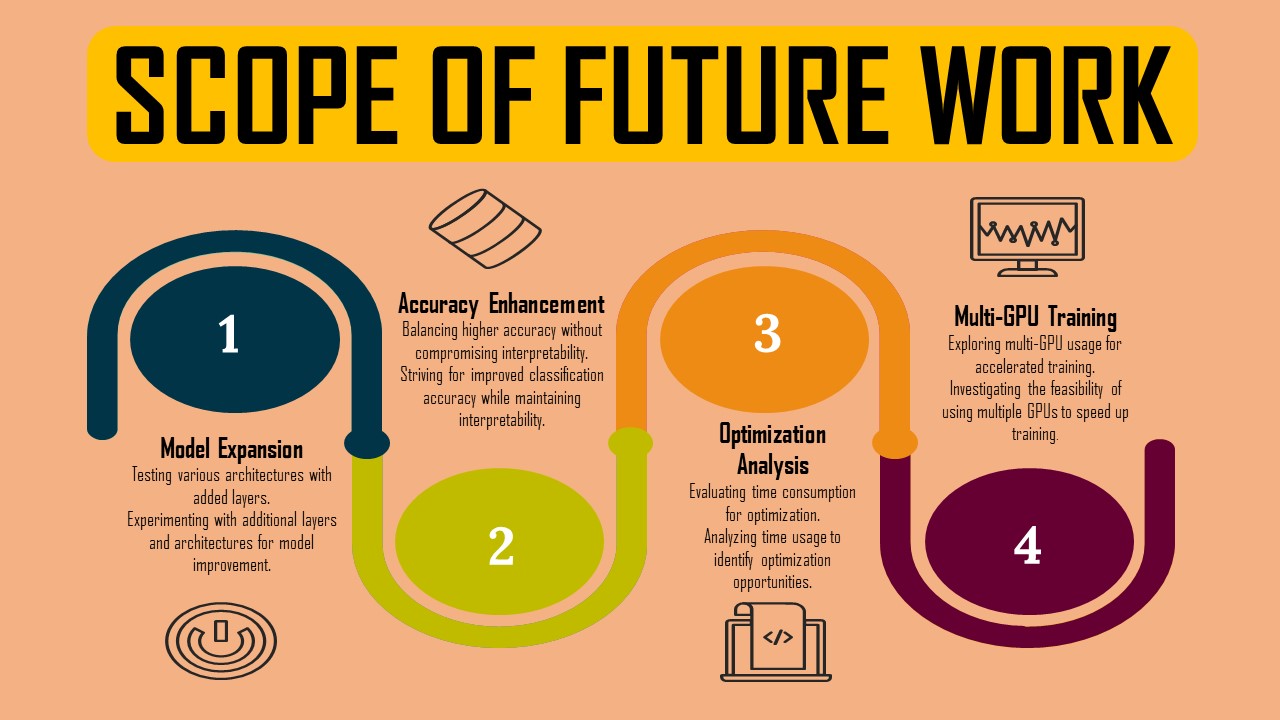 SCOPE OF FUTURE WORK
1
Model Expansion
Testing various architectures with
added layers.
Experimenting with additional layers
and architectures for model
improvement.
Accuracy Enhancement
Balancing higher accuracy without
compromising interpretability.
Striving for improved classification
accuracy while maintaining
interpretability.
2
3
Optimization
Analysis
Evaluating time consumption
for optimization.
Analyzing time usage to
identify optimization
opportunities.
</>
Multi-GPU Training
Exploring multi-GPU usage for
accelerated training.
Investigating the feasibility of
using multiple GPUs to speed up
training.
4